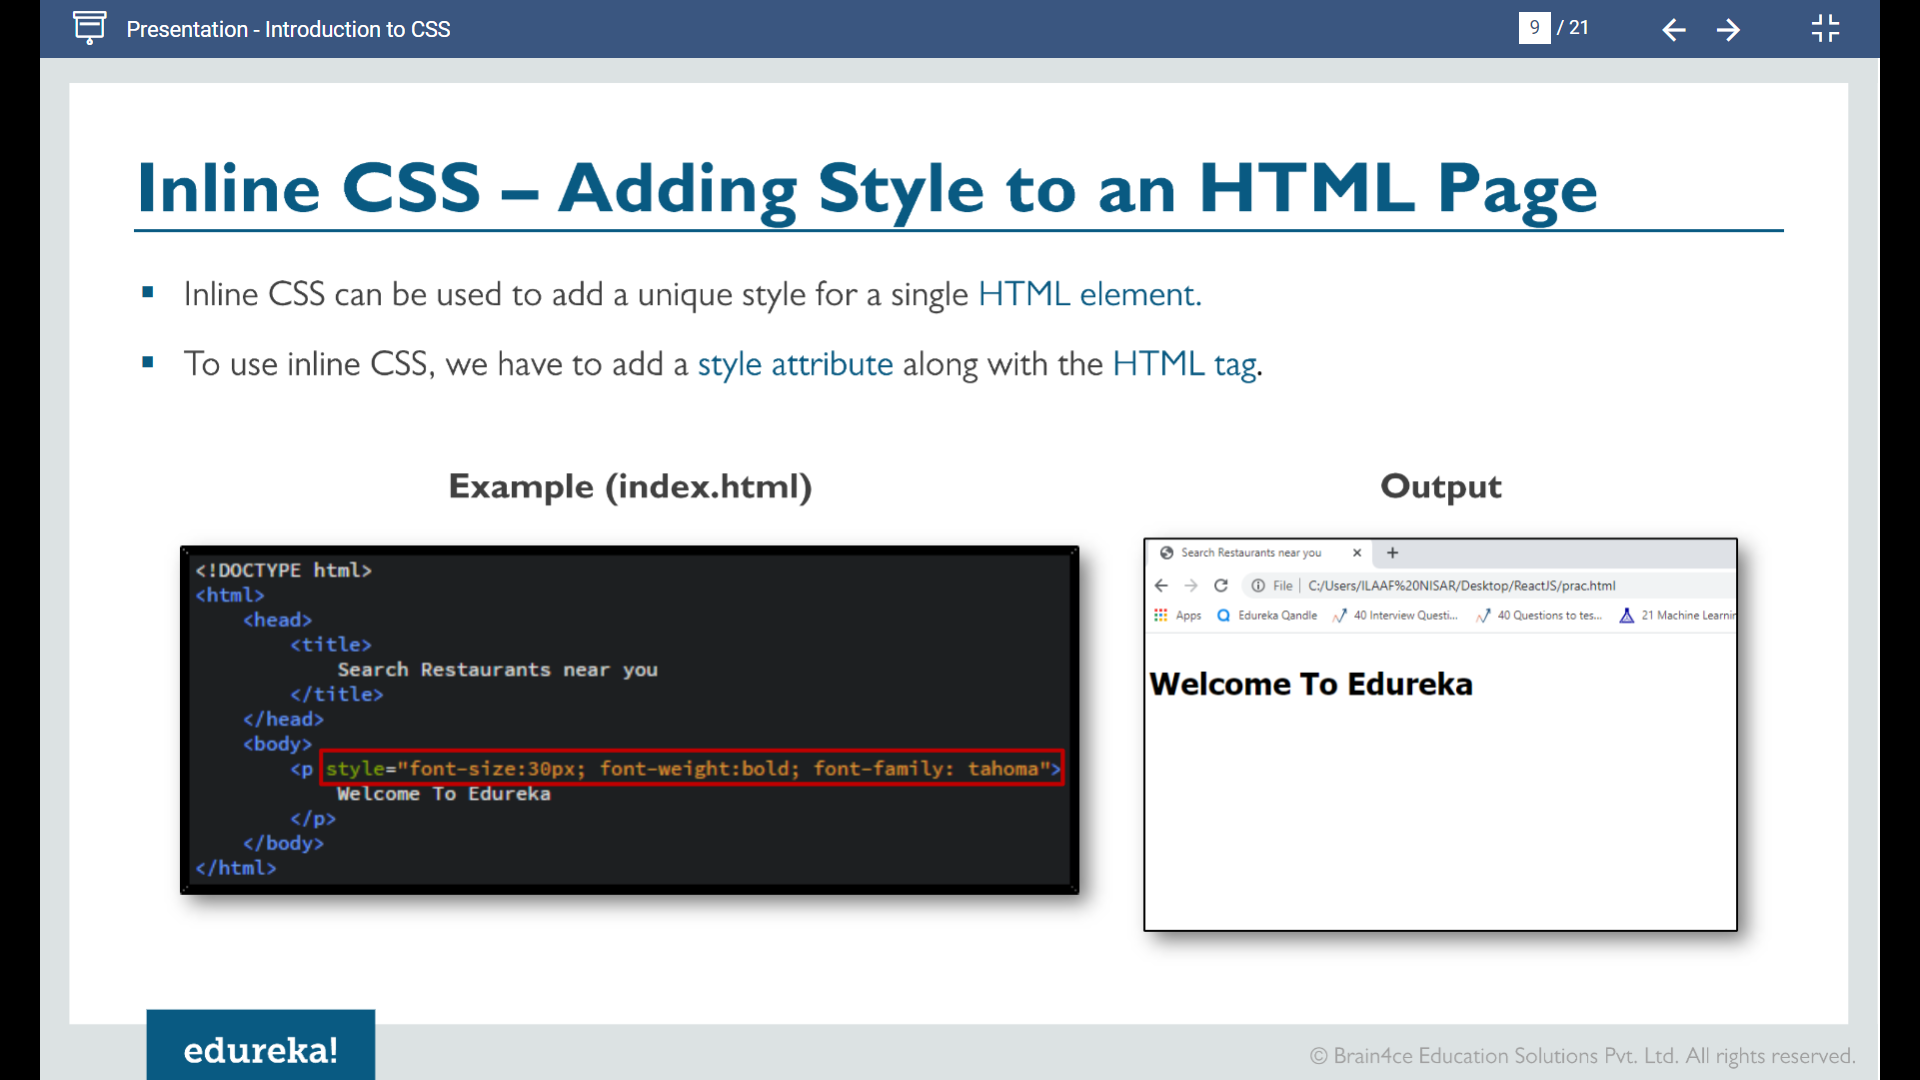 Presentation - Introduction to CSS
9 / 21
Inline CSS – Adding Style to an HTML Page
▪ Inline CSS can be used to add a unique style for a single HTML element.
▪ To use inline CSS, we have to add a style attribute along with the HTML tag.
Example (index.html)
<!DOCTYPE html>
<html>
    <head>
        <title>
            Search Restaurants near you
        </title>
    </head>
    <body>
        <p style="font-size:30px; font-weight:bold; font-family: tahoma">
            Welcome To Edureka
        </p>
    </body>
</html>
Output
Search Restaurants near you
File | C:/Users/ILAAF%20NISAR/Desktop/ReactJS/prac.html
Apps Edureka Qandle 40 Interview Questi... 40 Questions to tes... 21 Machine Learnin
Welcome To Edureka
edureka!
© Brain4ce Education Solutions Pvt. Ltd. All rights reserved.